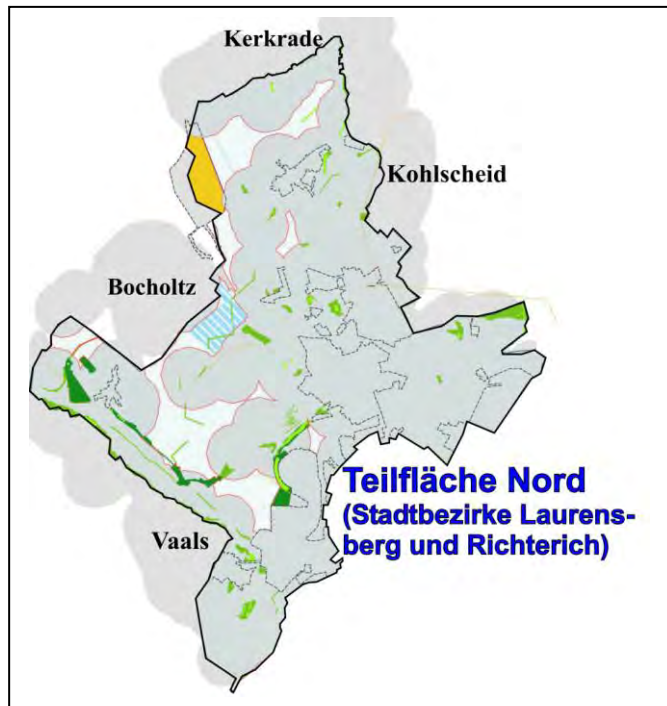 Kerkrade
Kohlscheid
Bocholtz
Teilfläche Nord
(Stadtbezirke Laurens-
berg und Richterich)
Vaals